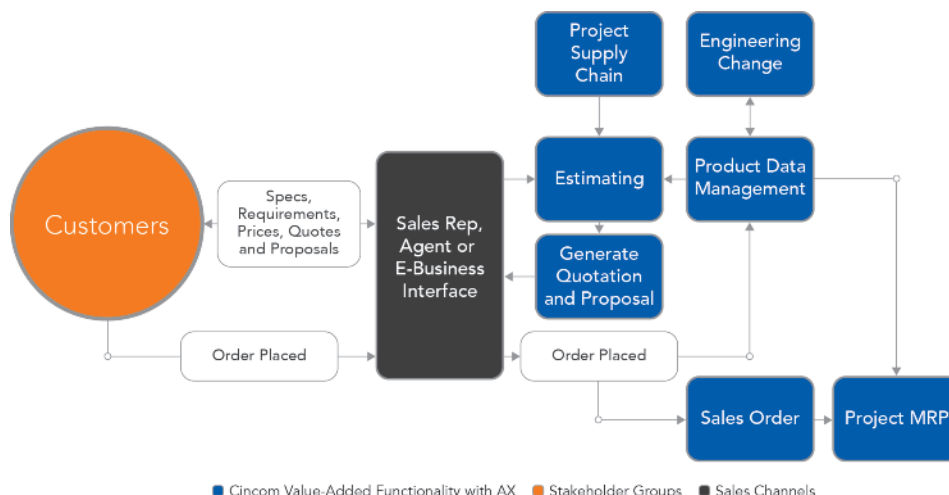 Project
Supply
Chain
Engineering
Change
Customers
Specs,
Requirements,
Prices, Quotes
and Proposals
Sales Rep,
Agent or
E-Business
Interface
Estimating
Product Data
Management
Generate
Quotation
and Proposal
Order Placed
Order Placed
Sales Order
Project MRP
Cincom Value-Added Functionality with AX
Stakeholder Groups
Sales Channels